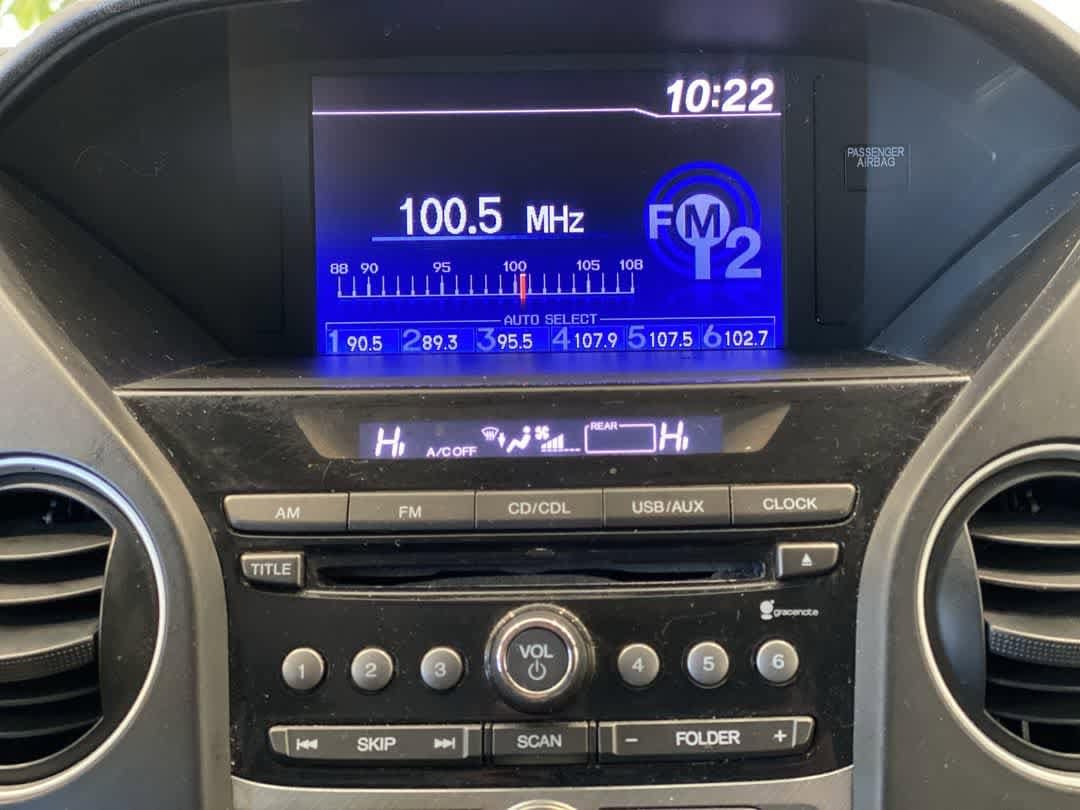 10:22
PASSENGER
AIRBAG
100.5 MHz
FM2
88 90 95 100 105 108
AUTO SELECT
1 90.5 2 89.3 3 95.5 4 107.9 5 107.5 6 102.7
Hi A/C OFF REAR Hi
AM FM CD/CDL USB/AUX CLOCK
TITLE
gracenote
1 2 3 VOL 4 5 6
SKIP SCAN - FOLDER +